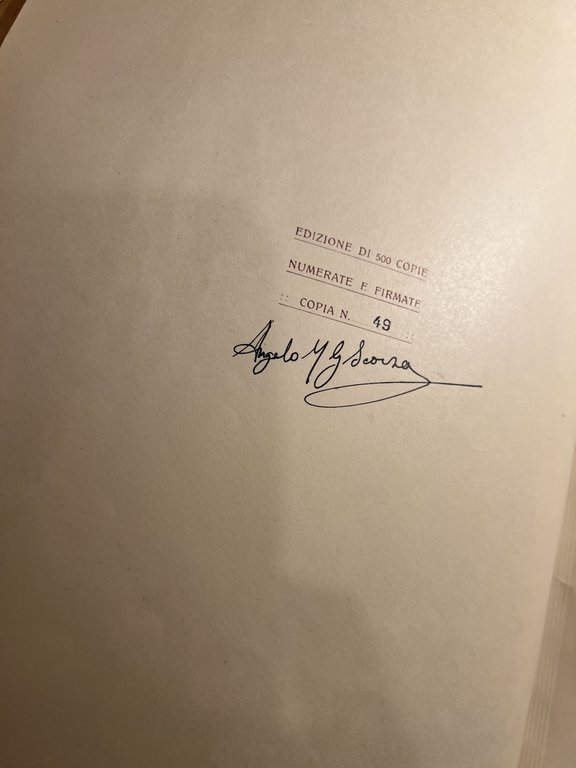 EDIZIONE DI 500 COPIE
NUMERATE E FIRMATE
:: COPIA N. 49 ::
Angelo M G Scorza